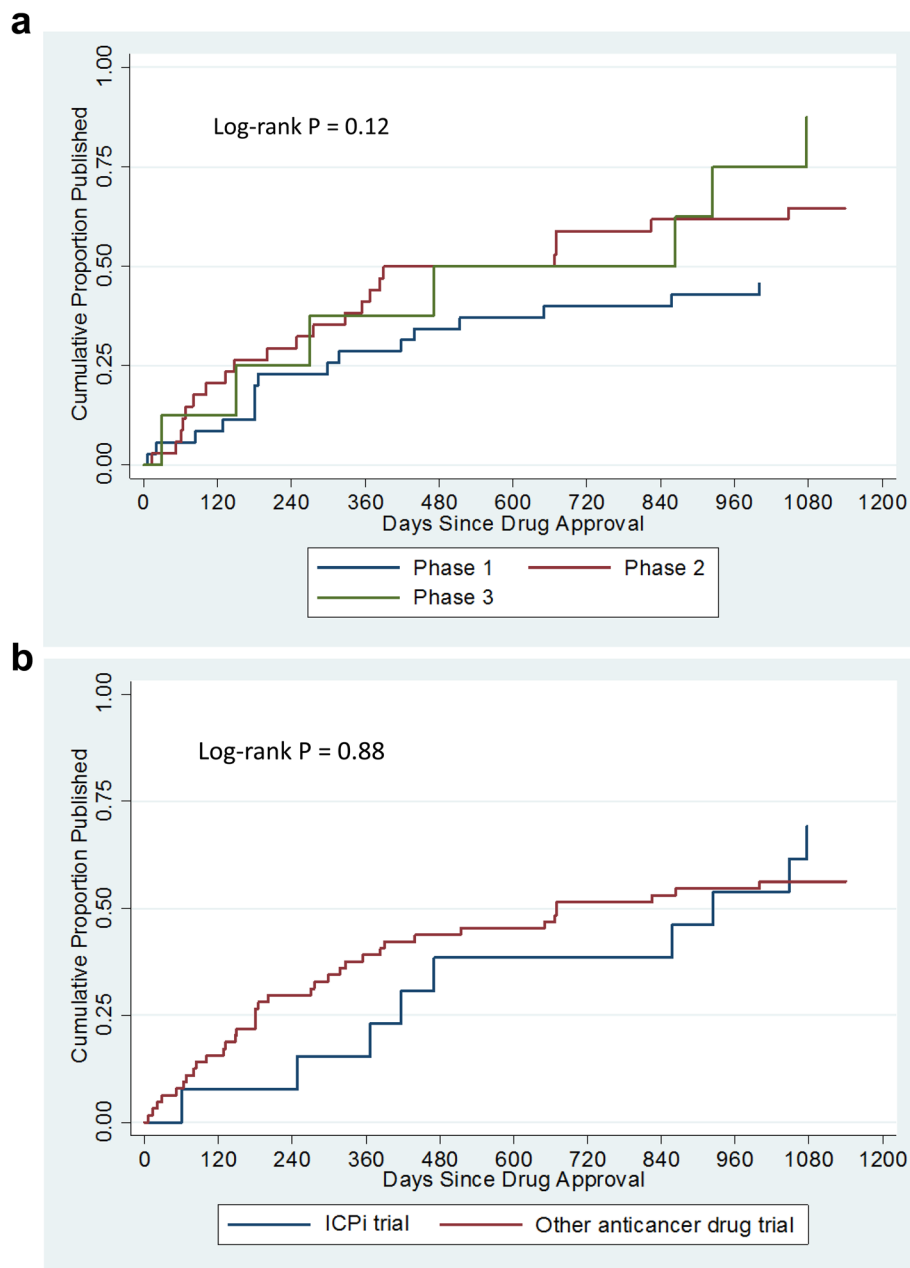 a
Log-rank P = 0.12
Cumulative Proportion Published
1.00
0.75
0.50
0.25
0.00
0 120 240 360 480 600 720 840 960 1080 1200
Days Since Drug Approval
Phase 1 Phase 2
Phase 3
b
Log-rank P = 0.88
Cumulative Proportion Published
1.00
0.75
0.50
0.25
0.00
0 120 240 360 480 600 720 840 960 1080 1200
Days Since Drug Approval
ICPi trial Other anticancer drug trial